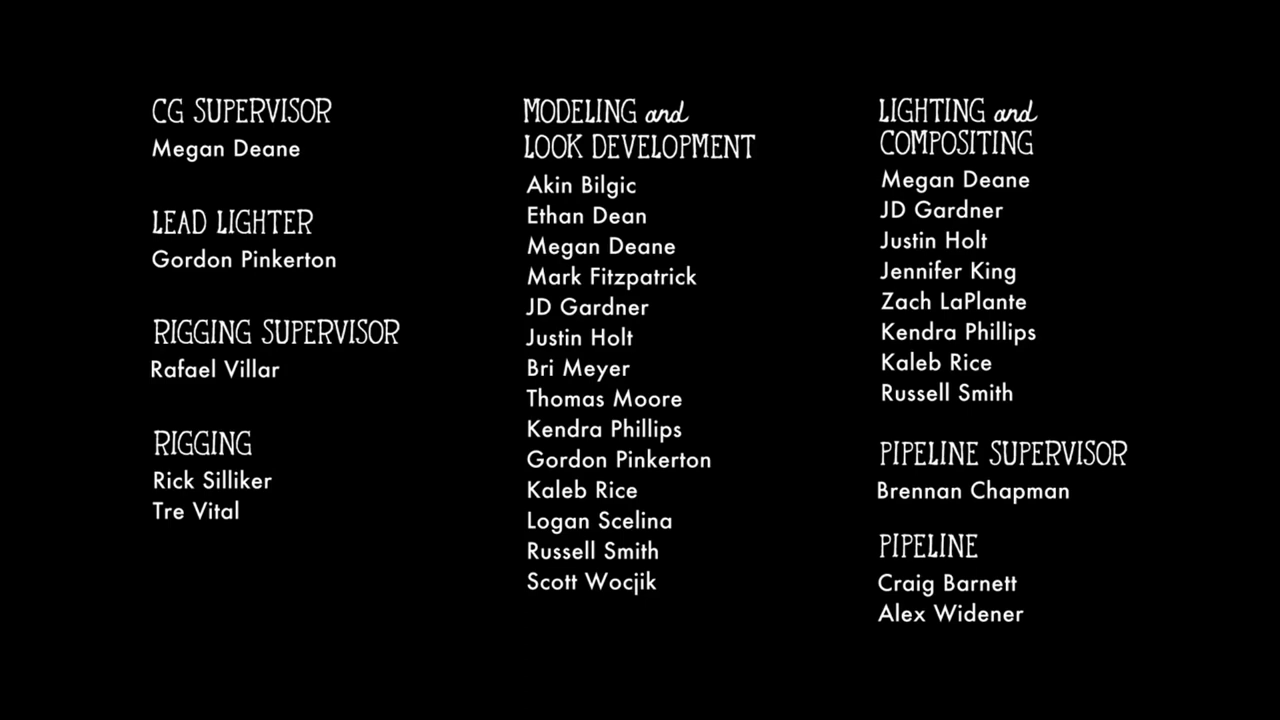 CG SUPERVISOR
Megan Deane
LEAD LIGHTER
Gordon Pinkerton
RIGGING SUPERVISOR
Rafael Villar
RIGGING
Rick Silliker
Tre Vital
MODELING and
LOOK DEVELOPMENT
Akin Bilgic
Ethan Dean
Megan Deane
Mark Fitzpatrick
JD Gardner
Justin Holt
Bri Meyer
Thomas Moore
Kendra Phillips
Gordon Pinkerton
Kaleb Rice
Logan Scelina
Russell Smith
Scott Wocjik
LIGHTING and
COMPOSITING
Megan Deane
JD Gardner
Justin Holt
Jennifer King
Zach LaPlante
Kendra Phillips
Kaleb Rice
Russell Smith
PIPELINE SUPERVISOR
Brennan Chapman
PIPELINE
Craig Barnett
Alex Widener